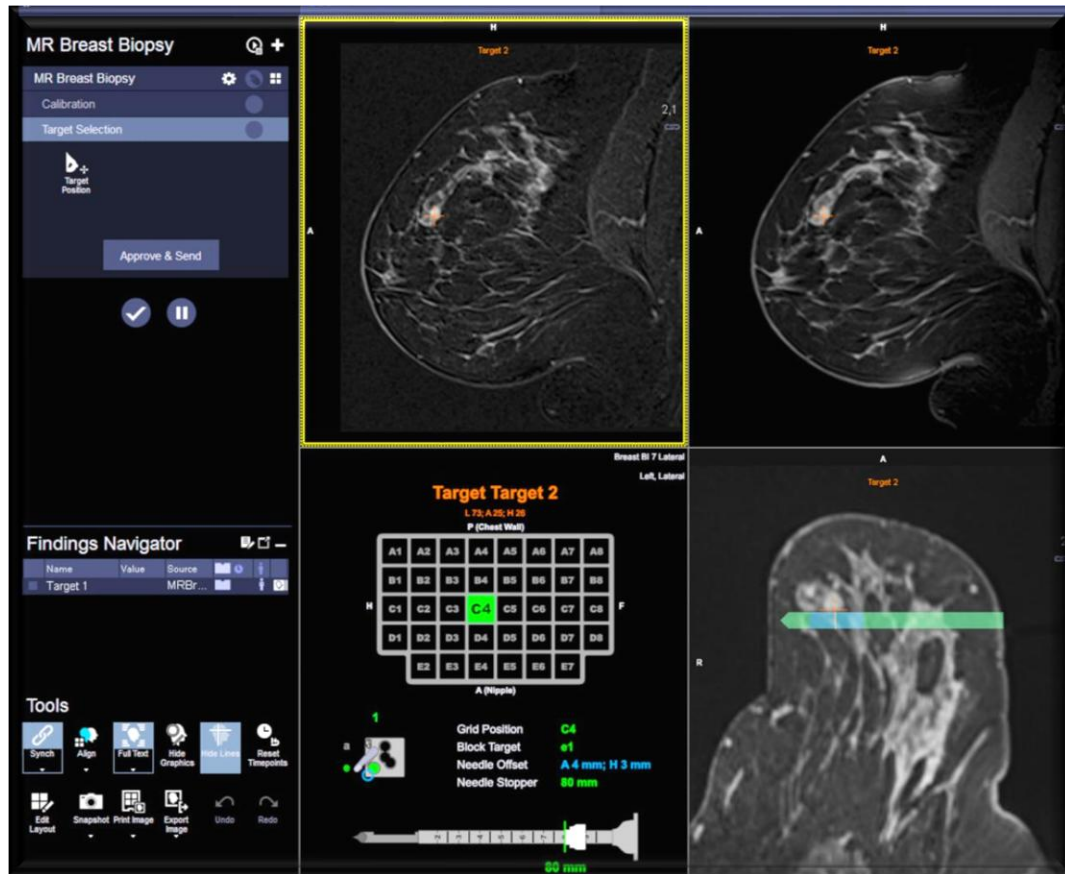 MR Breast Biopsy
MR Breast Biopsy
Calibration
Target Selection
Target
Position
Approve & Send
Findings Navigator
Name Value Source
Target 1 MRBr...
Tools
Synch Align Full Text Hide
Graphics Hide Lines Reset
Timepoints
Edit
Layout Snapshot Print Image Export
Image Undo Redo
H
Target 2
2,1
A
H
Target 2
A
Breast BI 7 Lateral
Left, Lateral
Target Target 2
L 73; A 25; H 26
P (Chest Wall)
A1 A2 A3 A4 A5 A6 A7 A8
B1 B2 B3 B4 B5 B6 B7 B8
H C1 C2 C3 C4 C5 C6 C7 C8 F
D1 D2 D3 D4 D5 D6 D7 D8
E2 E3 E4 E5 E6 E7
A (Nipple)
1
a
Grid Position C4
Block Target e1
Needle Offset A 4 mm; H 3 mm
Needle Stopper 80 mm
80 mm
A
Target 2
R